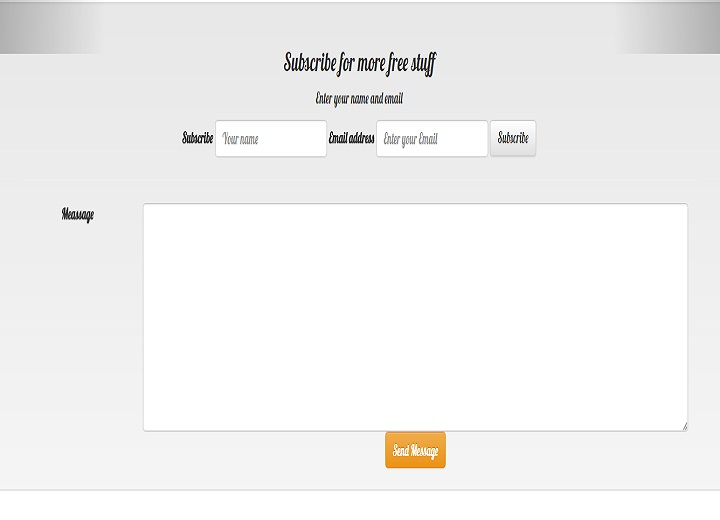 Subscribe for more free stuff
Enter your name and email
Subscribe Your name Email address Enter your Email Subscribe
Meassage
Send Message